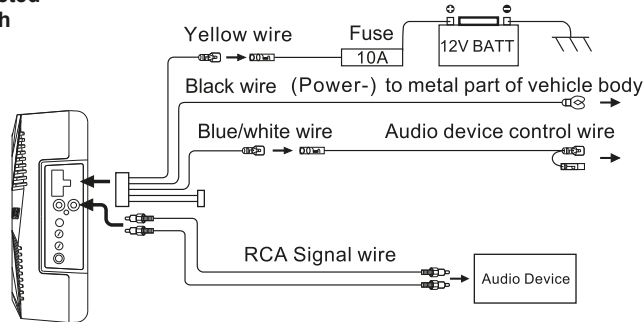 Yellow wire
Fuse
10A
12V BATT
Black wire (Power-) to metal part of vehicle body
Blue/white wire
Audio device control wire
RCA Signal wire
Audio Device